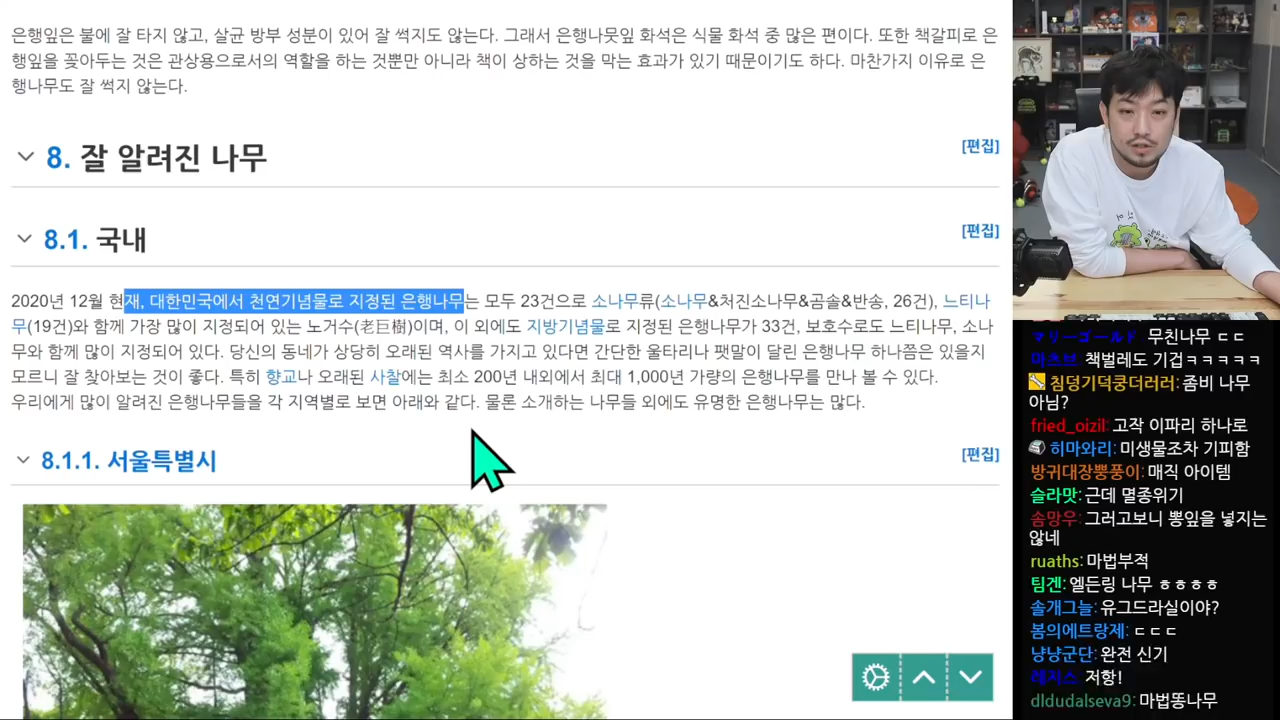 은행잎은 불에 잘 타지 않고, 살균 방부 성분이 있어 잘 썩지도 않는다. 그래서 은행나뭇잎 화석은 식물 화석 중 많은 편이다. 또한 책갈피로 은
행잎을 꽂아두는 것은 관상용으로서의 역할을 하는 것뿐만 아니라 책이 상하는 것을 막는 효과가 있기 때문이기도 하다. 마찬가지 이유로 은
행나무도 잘 썩지 않는다.
8. 잘 알려진 나무
[편집]
8.1. 국내
[편집]
2020년 12월 현재, 대한민국에서 천연기념물로 지정된 은행나무는 모두 23건으로 소나무류(소나무&처진소나무&곰솔&반송, 26건), 느티나
무(19건)와 함께 가장 많이 지정되어 있는 노거수(老巨樹)이며, 이 외에도 지방기념물로 지정된 은행나무가 33건, 보호수로도 느티나무, 소나
무와 함께 많이 지정되어 있다. 당신의 동네가 상당히 오래된 역사를 가지고 있다면 간단한 울타리나 팻말이 달린 은행나무 하나쯤은 있을지
모르니 잘 찾아보는 것이 좋다. 특히 향교나 오래된 사찰에는 최소 200년 내외에서 최대 1,000년 가량의 은행나무를 만나 볼 수 있다.
우리에게 많이 알려진 은행나무들을 각 지역별로 보면 아래와 같다. 물론 소개하는 나무들 외에도 유명한 은행나무는 많다.
8.1.1. 서울특별시
[편집]
マリーゴールド 무친나무 ㄷㄷ
마츠브: 책벌레도 기겁ㅋㅋㅋㅋㅋ
침덩기덕쿵더러러: 좀비 나무
아님?
fried_oizil: 고작 이파리 하나로
히마와리: 미생물조차 기피함
방귀대장뿡풍이: 매직 아이템
슬라맛: 근데 멸종위기
솜망우: 그러고보니 뽕잎을 넣지는
않네
ruaths: 마법부적
팀겐: 엘든링 나무 ㅎㅎㅎㅎ
솔개그늘: 유그드라실이야?
봄의에트랑제: ㄷㄷㄷ
냥냥군단: 완전 신기
레지스: 저항!
dldudalseva9: 마법똥나무